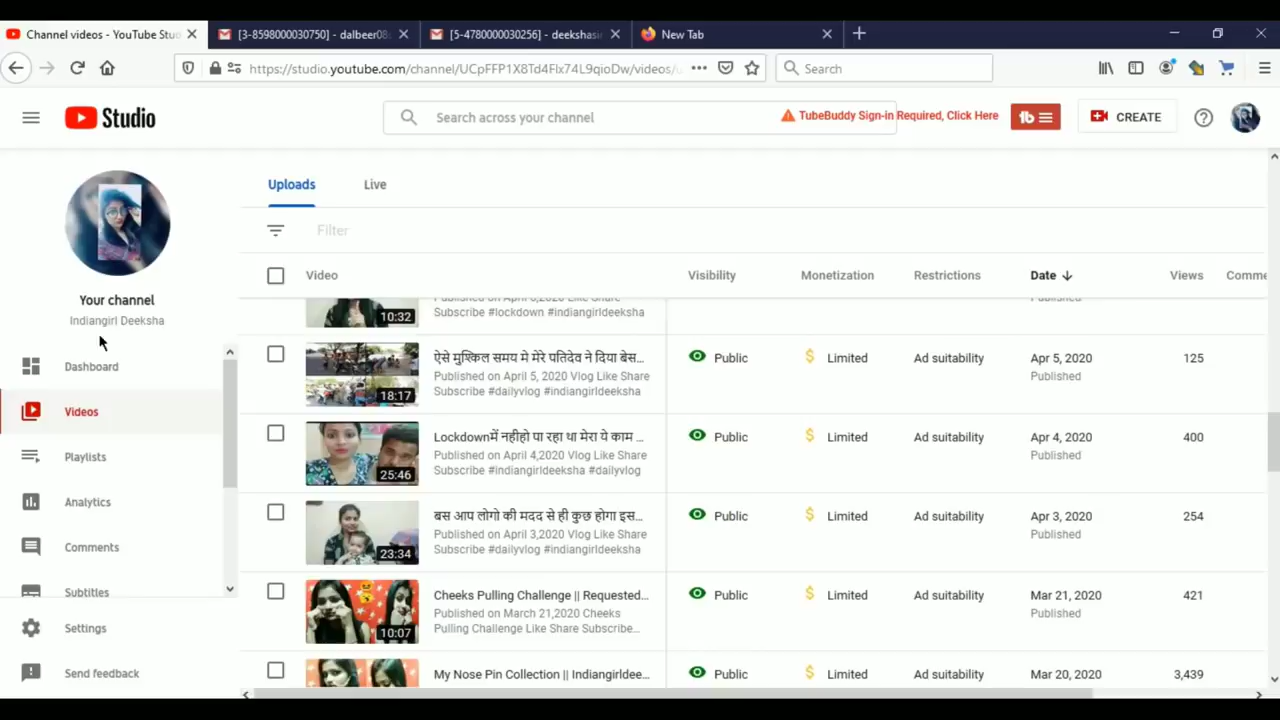 Channel videos - YouTube Stu
[3-8598000030750] - dalbeer08
[5-4780000030256] - deekshasi
New Tab
https://studio.youtube.com/channel/UCpFFP1X8Td4Flx74L9qioDw/videos/u
Search
Studio
Search across your channel
TubeBuddy Sign-in Required, Click Here
tb
CREATE
Uploads
Live
Filter
Video
Visibility
Monetization
Restrictions
Date
Views
Comme
Your channel
Indiangirl Deeksha
Dashboard
Videos
Playlists
Analytics
Comments
Subtitles
Settings
Send feedback
10:32
Published on April 6,2020 Like Share
Subscribe #lockdown #indiangirldeeksha
Published
18:17
ऐसे मुश्किल समय मे मेरे पतिदेव ने दिया बेस...
Published on April 5, 2020 Vlog Like Share
Subscribe #dailyvlog #indiangirldeeksha
Public
Limited
Ad suitability
Apr 5, 2020
Published
125
25:46
Lockdownमें नहीहो पा रहा था मेरा ये काम ...
Published on April 4,2020 Vlog Like Share
Subscribe #indiangirldeeksha #dailyvlog
Public
Limited
Ad suitability
Apr 4, 2020
Published
400
23:34
बस आप लोगो की मदद से ही कुछ होगा इस...
Published on April 3,2020 Vlog Like Share
Subscribe #dailyvlog #indiangirldeeksha
Public
Limited
Ad suitability
Apr 3, 2020
Published
254
10:07
Cheeks Pulling Challenge || Requested...
Published on March 21,2020 Cheeks
Pulling Challenge Like Share Subscribe...
Public
Limited
Ad suitability
Mar 21, 2020
Published
421
My Nose Pin Collection || Indiangirldee...
Public
Limited
Ad suitability
Mar 20, 2020
3,439